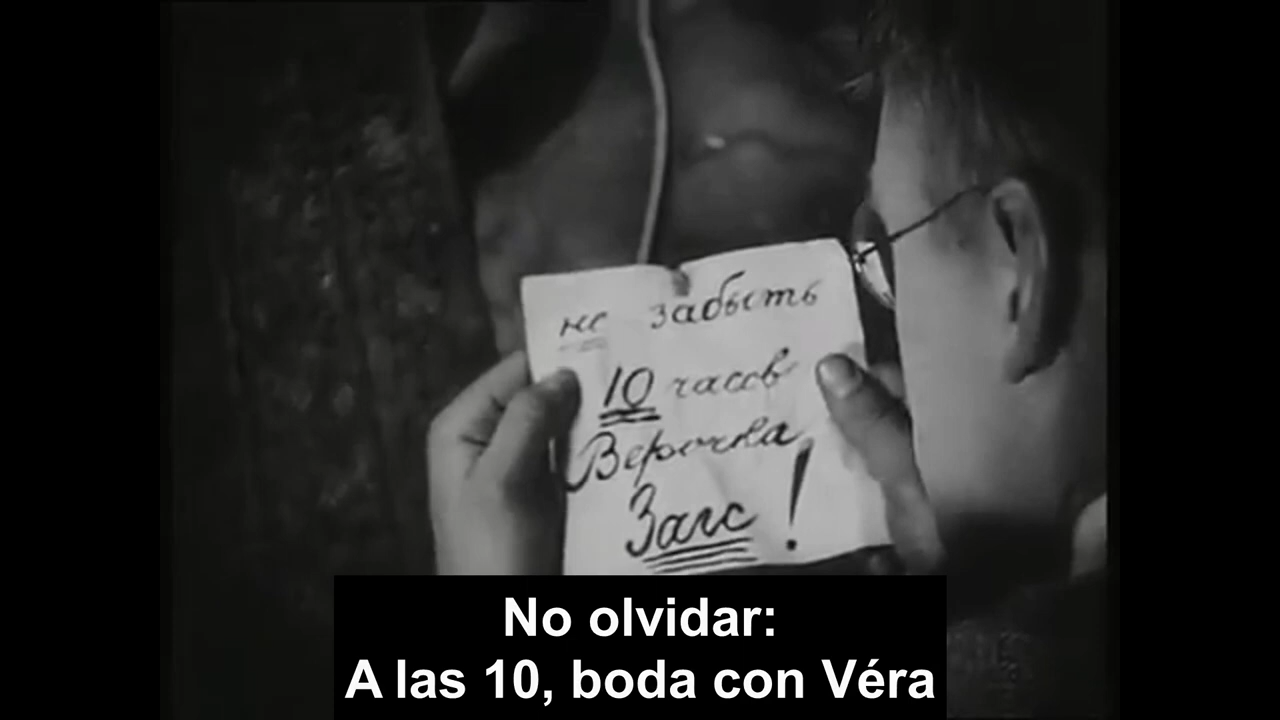 не забыть
10 часов
Верочка
Загс!
No olvidar:
A las 10, boda con Véra